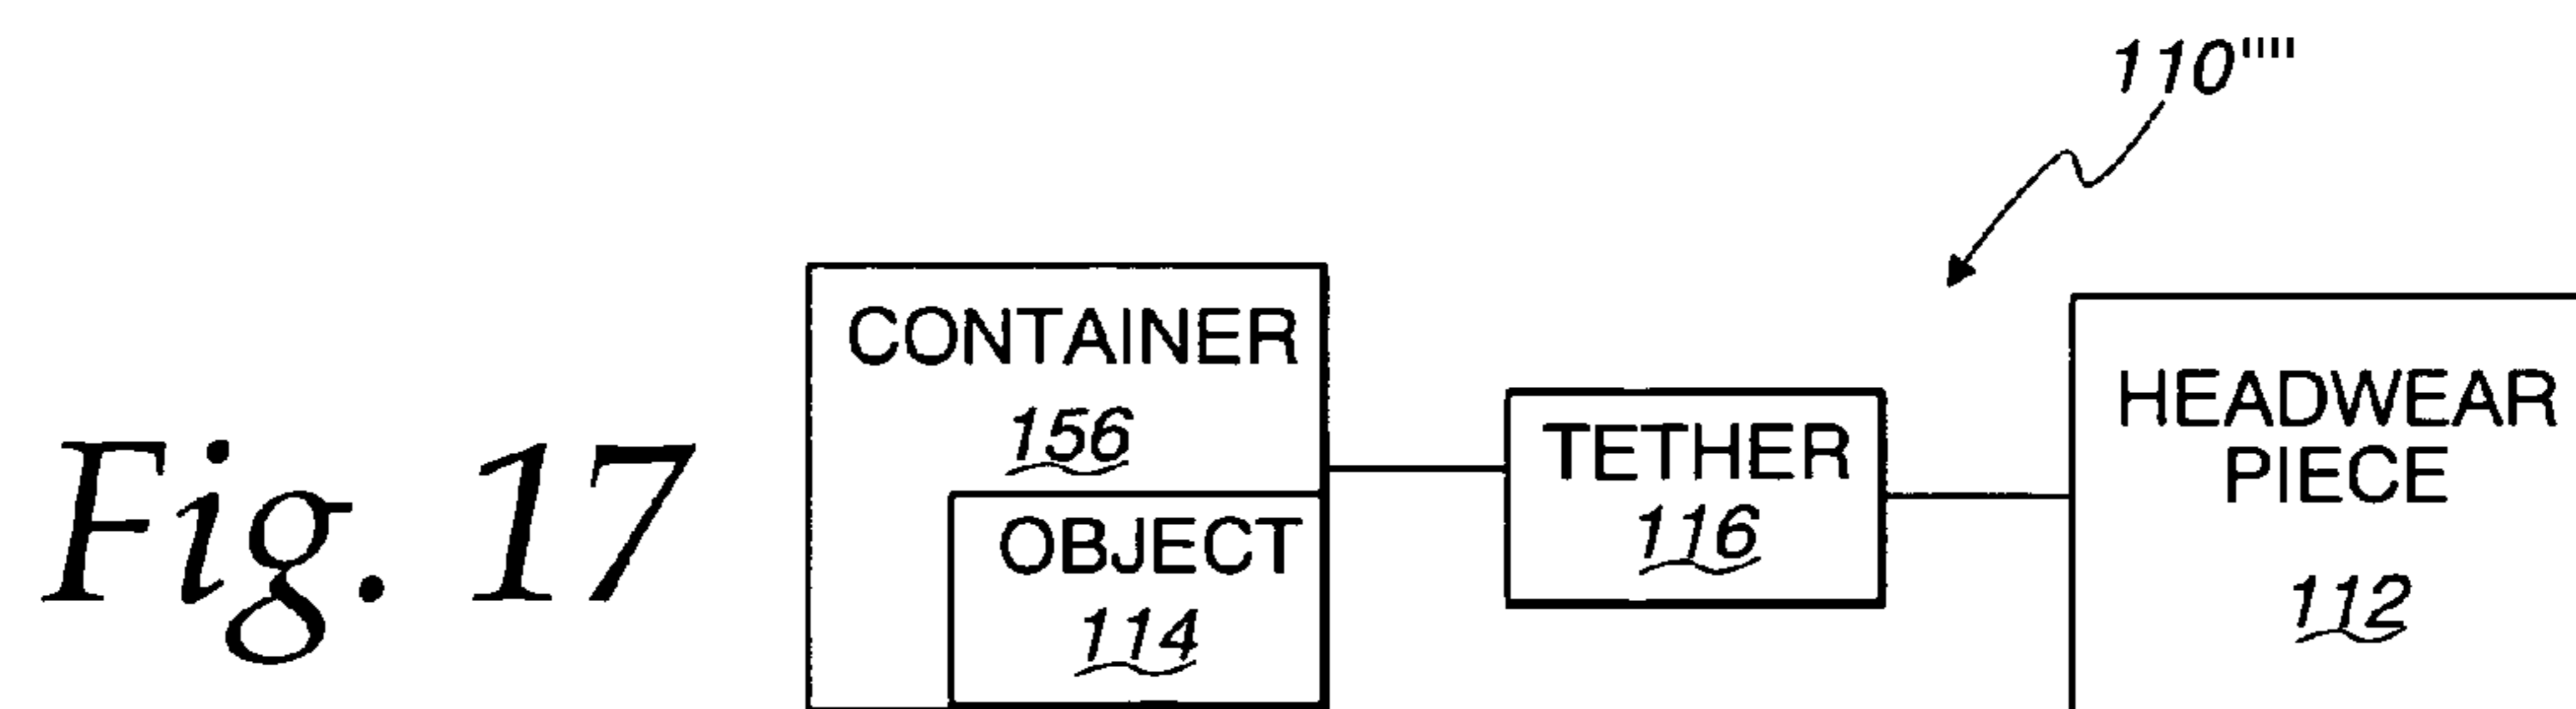 110""
CONTAINER
156
OBJECT
114
TETHER
116
HEADWEAR
PIECE
112
Fig. 17